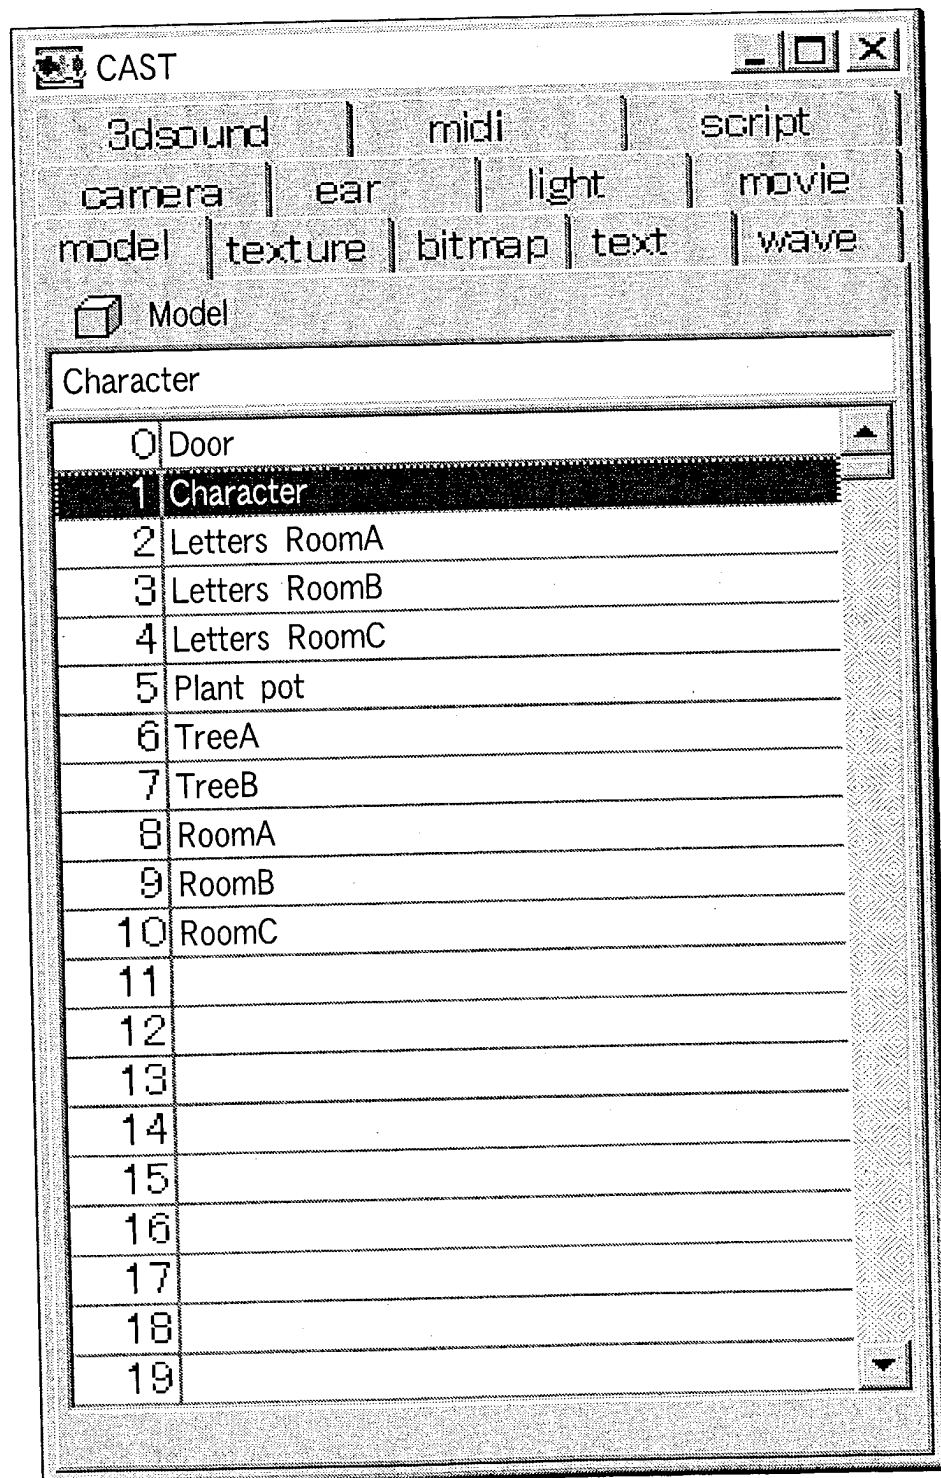 CAST
3dsound midi script
camera ear light movie
model texture bitmap text wave
Model
Character
0 Door
1 Character
2 Letters RoomA
3 Letters RoomB
4 Letters RoomC
5 Plant pot
6 TreeA
7 TreeB
8 RoomA
9 RoomB
10 RoomC
11
12
13
14
15
16
17
18
19